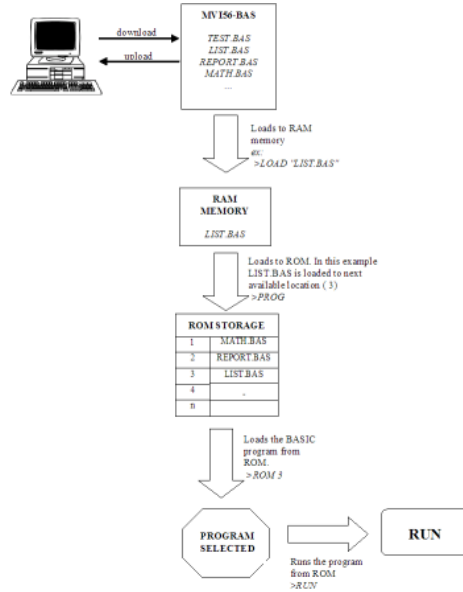 MVI56-BAS
download
upload
TEST.BAS
LIST.BAS
REPORT.BAS
MATH.BAS
...
Loads to RAM
memory
ex:
>LOAD "LIST.BAS"
RAM
MEMORY
LIST.BAS
Loads to ROM. In this example
LIST.BAS is loaded to next
available location ( 3)
>PROG
ROM STORAGE
1 MATH.BAS
2 REPORT.BAS
3 LIST.BAS
4 .
n
Loads the BASIC
program from
ROM.
>ROM 3
PROGRAM
SELECTED
RUN
Runs the program
from ROM
>RUN